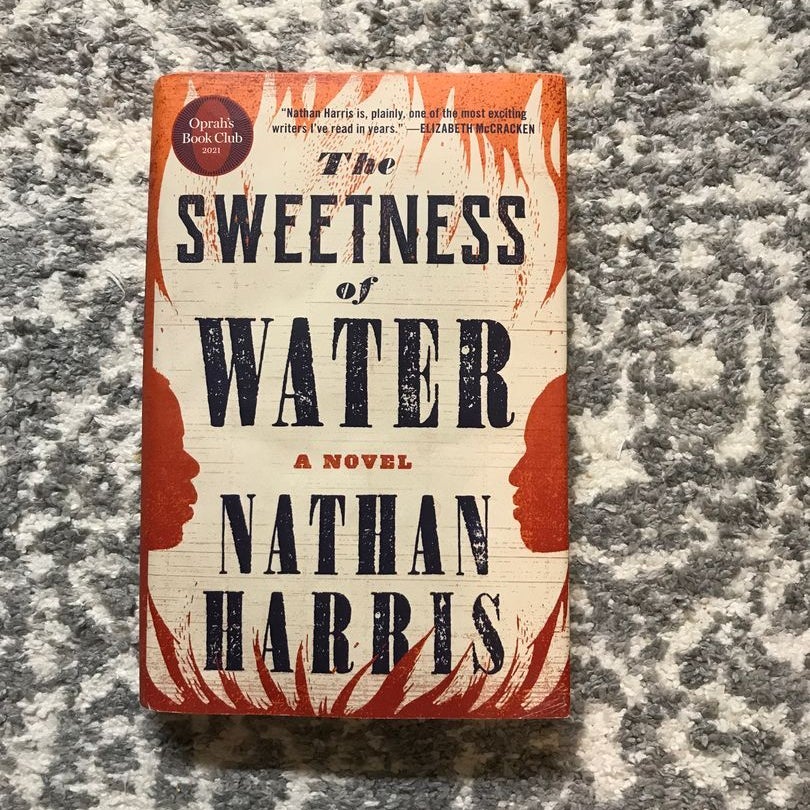 Oprah's
Book Club
2021
"Nathan Harris is, plainly, one of the most exciting
writers I've read in years." —ELIZABETH McCRACKEN
The
SWEETNESS
of
WATER
A NOVEL
NATHAN
HARRIS